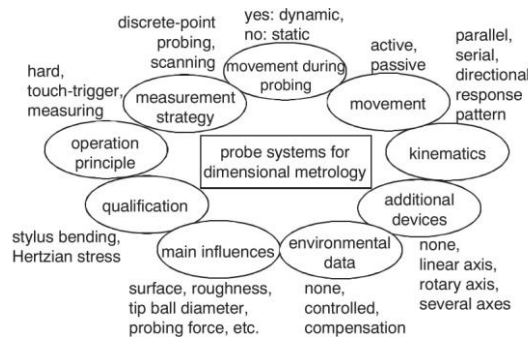 discrete-point
probing,
scanning
yes: dynamic,
no: static
movement during
probing
active,
passive
movement
parallel,
serial,
directional
response
pattern
hard,
touch-trigger,
measuring
measurement
strategy
operation
principle
probe systems for
dimensional metrology
kinematics
qualification
additional
devices
stylus bending,
Hertzian stress
main influences
environmental
data
none,
linear axis,
rotary axis,
several axes
surface, roughness,
tip ball diameter,
probing force, etc.
none,
controlled,
compensation